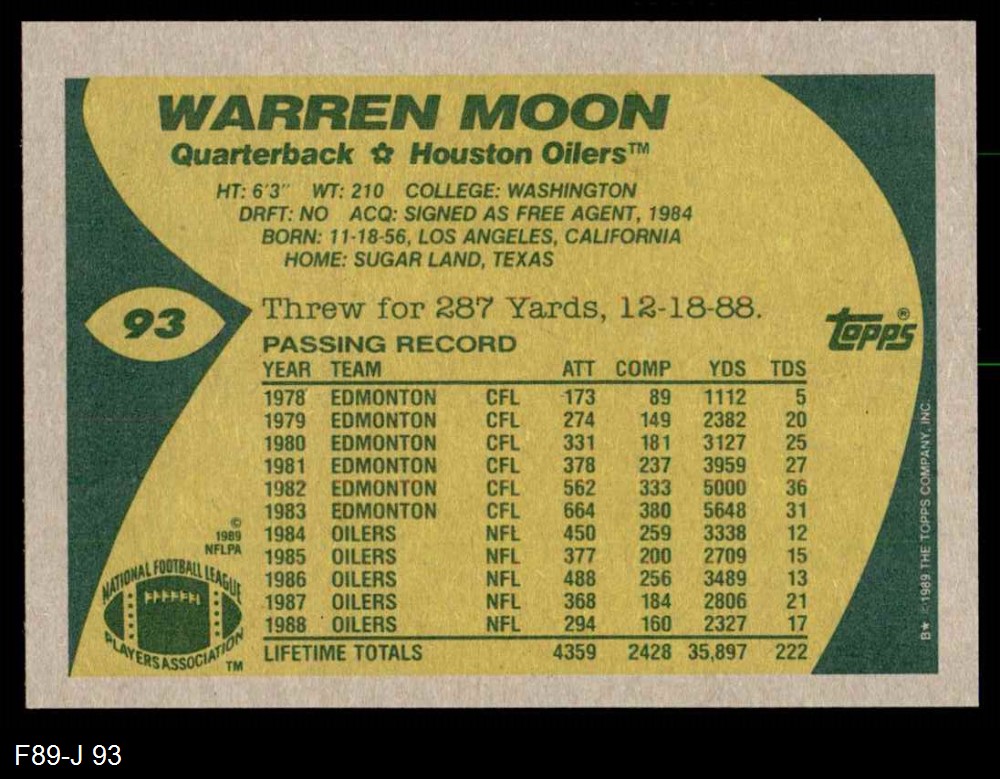 WARREN MOON
Quarterback ✿ Houston Oilers™
HT: 6'3" WT: 210 COLLEGE: WASHINGTON
DRFT: NO ACQ: SIGNED AS FREE AGENT, 1984
BORN: 11-18-56, LOS ANGELES, CALIFORNIA
HOME: SUGAR LAND, TEXAS
93
Threw for 287 Yards, 12-18-88.
topps®
PASSING RECORD
YEAR TEAM ATT COMP YDS TDS
1978 EDMONTON CFL 173 89 1112 5
1979 EDMONTON CFL 274 149 2382 20
1980 EDMONTON CFL 331 181 3127 25
1981 EDMONTON CFL 378 237 3959 27
1982 EDMONTON CFL 562 333 5000 36
1983 EDMONTON CFL 664 380 5648 31
1984 OILERS NFL 450 259 3338 12
1985 OILERS NFL 377 200 2709 15
1986 OILERS NFL 488 256 3489 13
1987 OILERS NFL 368 184 2806 21
1988 OILERS NFL 294 160 2327 17
LIFETIME TOTALS 4359 2428 35,897 222
©
1989
NFLPA
NATIONAL FOOTBALL LEAGUE
PLAYERS ASSOCIATION
TM
B★ ©1989 THE TOPPS COMPANY, INC.
F89-J 93